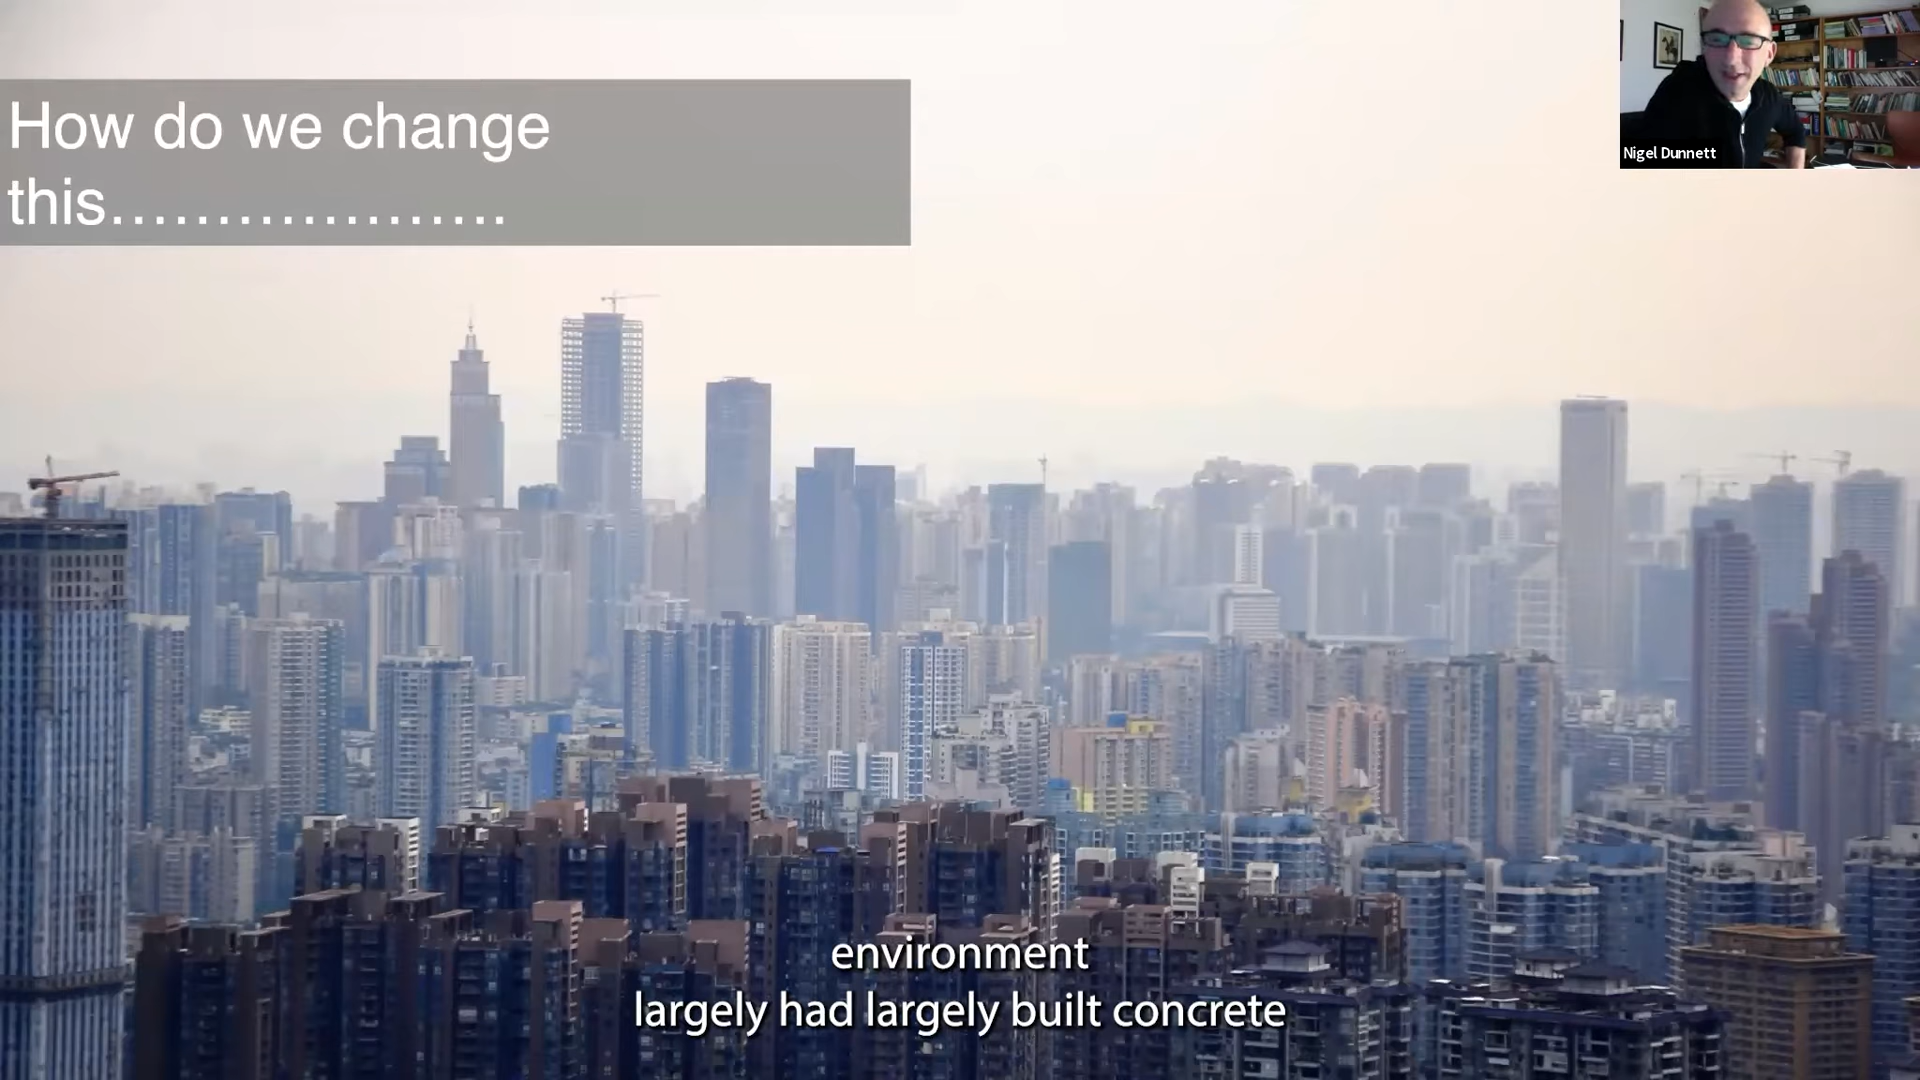 How do we change
this...................
Nigel Dunnett
environment
largely had largely built concrete